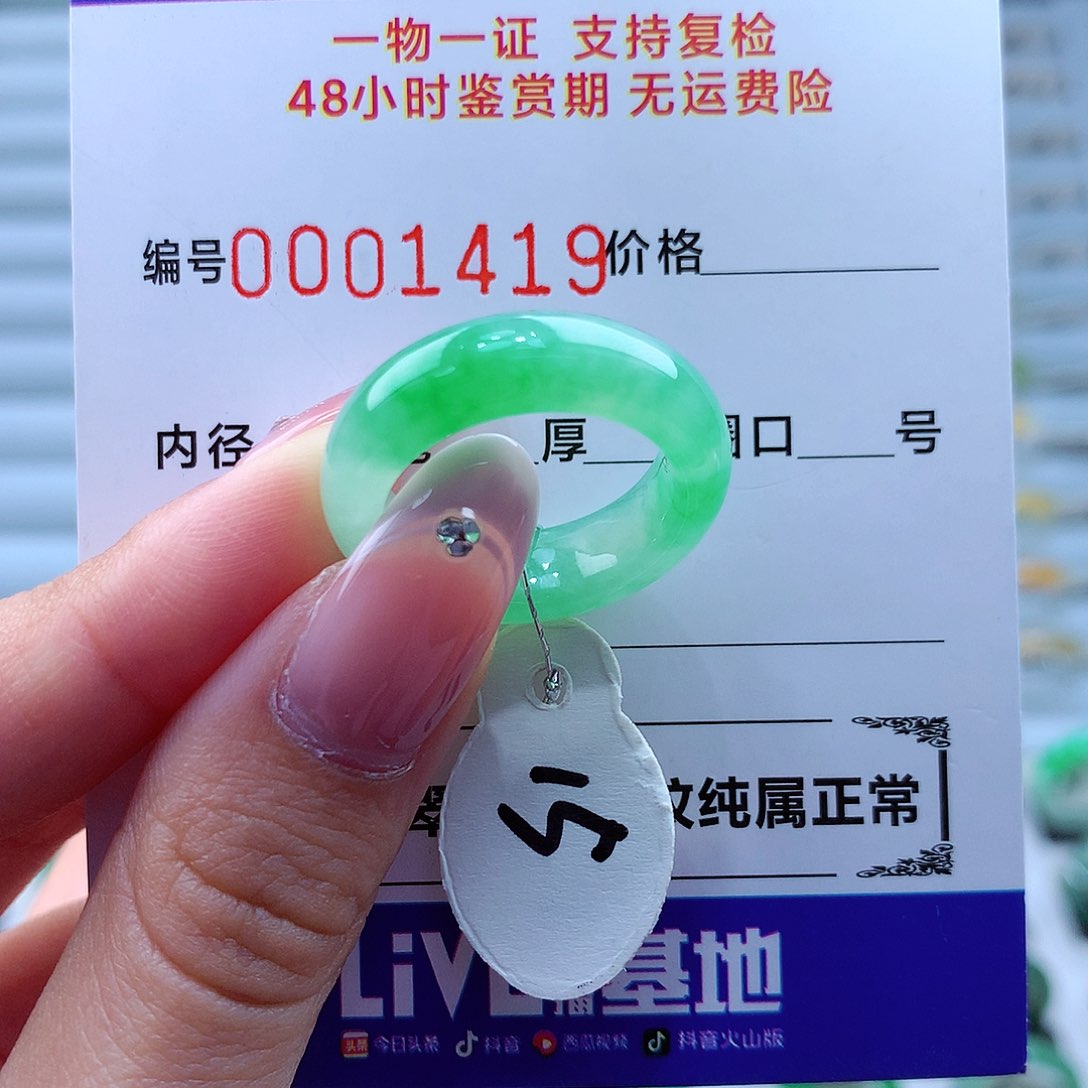 一物一证 支持复检
48小时鉴赏期 无运费险
编号0001419价格
内径 厚 圈口 号
纹纯属正常
LiVE 基地
今日头条 抖音 西瓜视频 抖音火山版